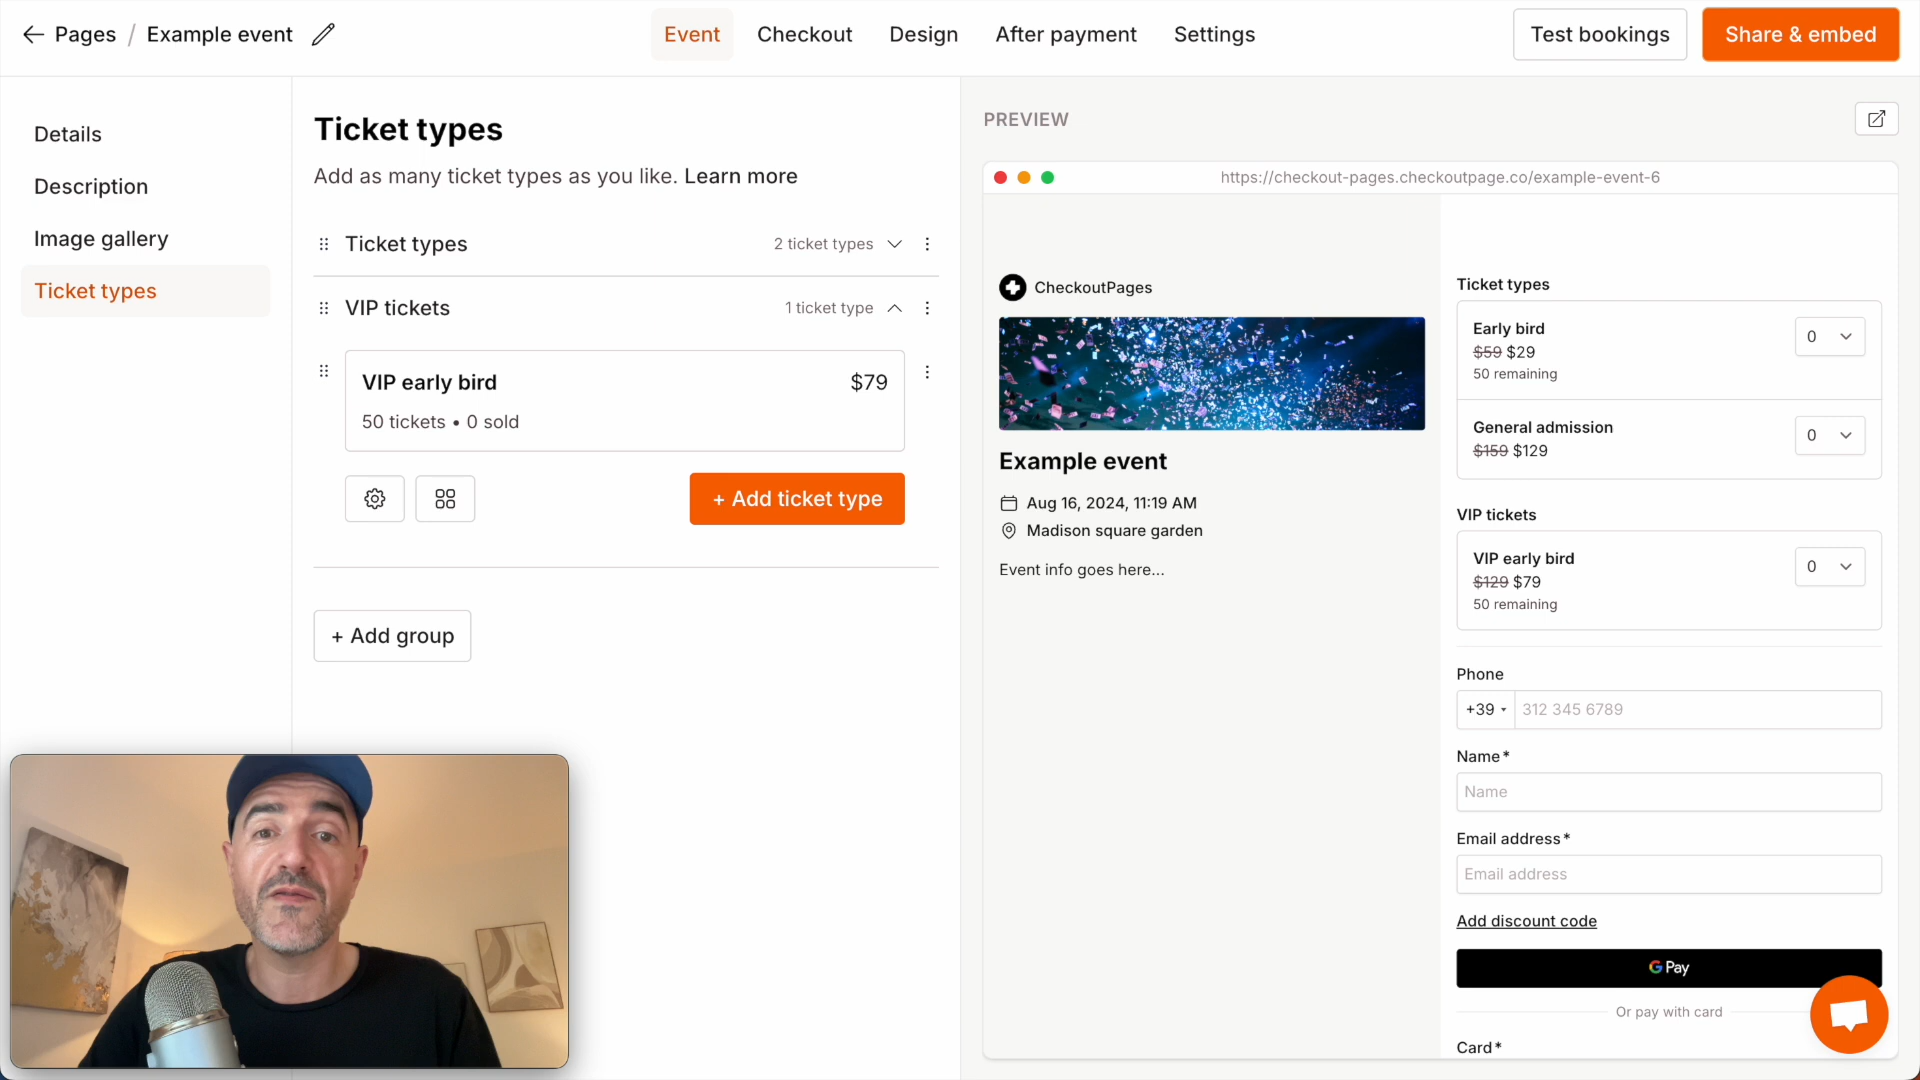 Pages / Example event
Event
Checkout
Design
After payment
Settings
Test bookings
Share & embed
Details
Description
Image gallery
Ticket types
Ticket types
Add as many ticket types as you like. Learn more
Ticket types
2 ticket types
VIP tickets
1 ticket type
VIP early bird
$79
50 tickets • 0 sold
+ Add ticket type
+ Add group
PREVIEW
https://checkout-pages.checkoutpage.co/example-event-6
CheckoutPages
Example event
Aug 16, 2024, 11:19 AM
Madison square garden
Event info goes here...
Ticket types
Early bird
$59 $29
50 remaining
0
General admission
$159 $129
0
VIP tickets
VIP early bird
$129 $79
50 remaining
0
Phone
+39
312 345 6789
Name*
Name
Email address*
Email address
Add discount code
G Pay
Or pay with card
Card*